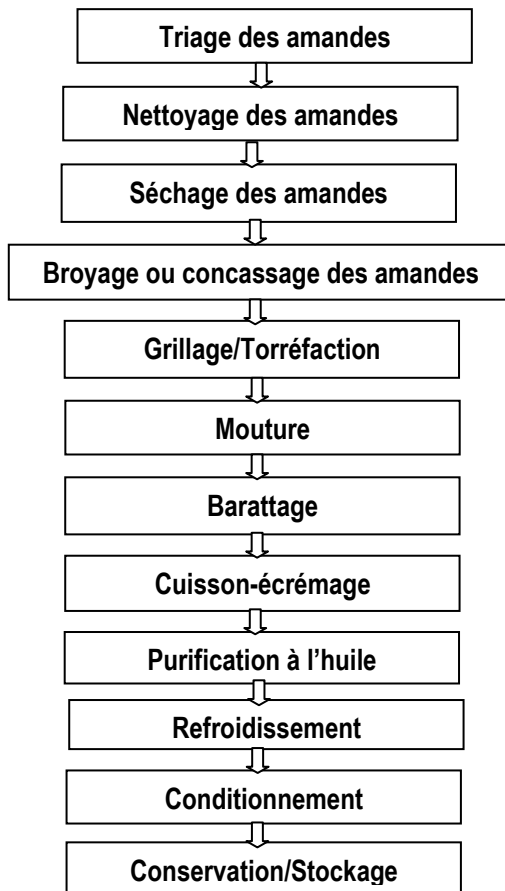 Triage des amandes
Nettoyage des amandes
Séchage des amandes
Broyage ou concassage des amandes
Grillage/Torréfaction
Mouture
Barattage
Cuisson-écrémage
Purification à l’huile
Refroidissement
Conditionnement
Conservation/Stockage